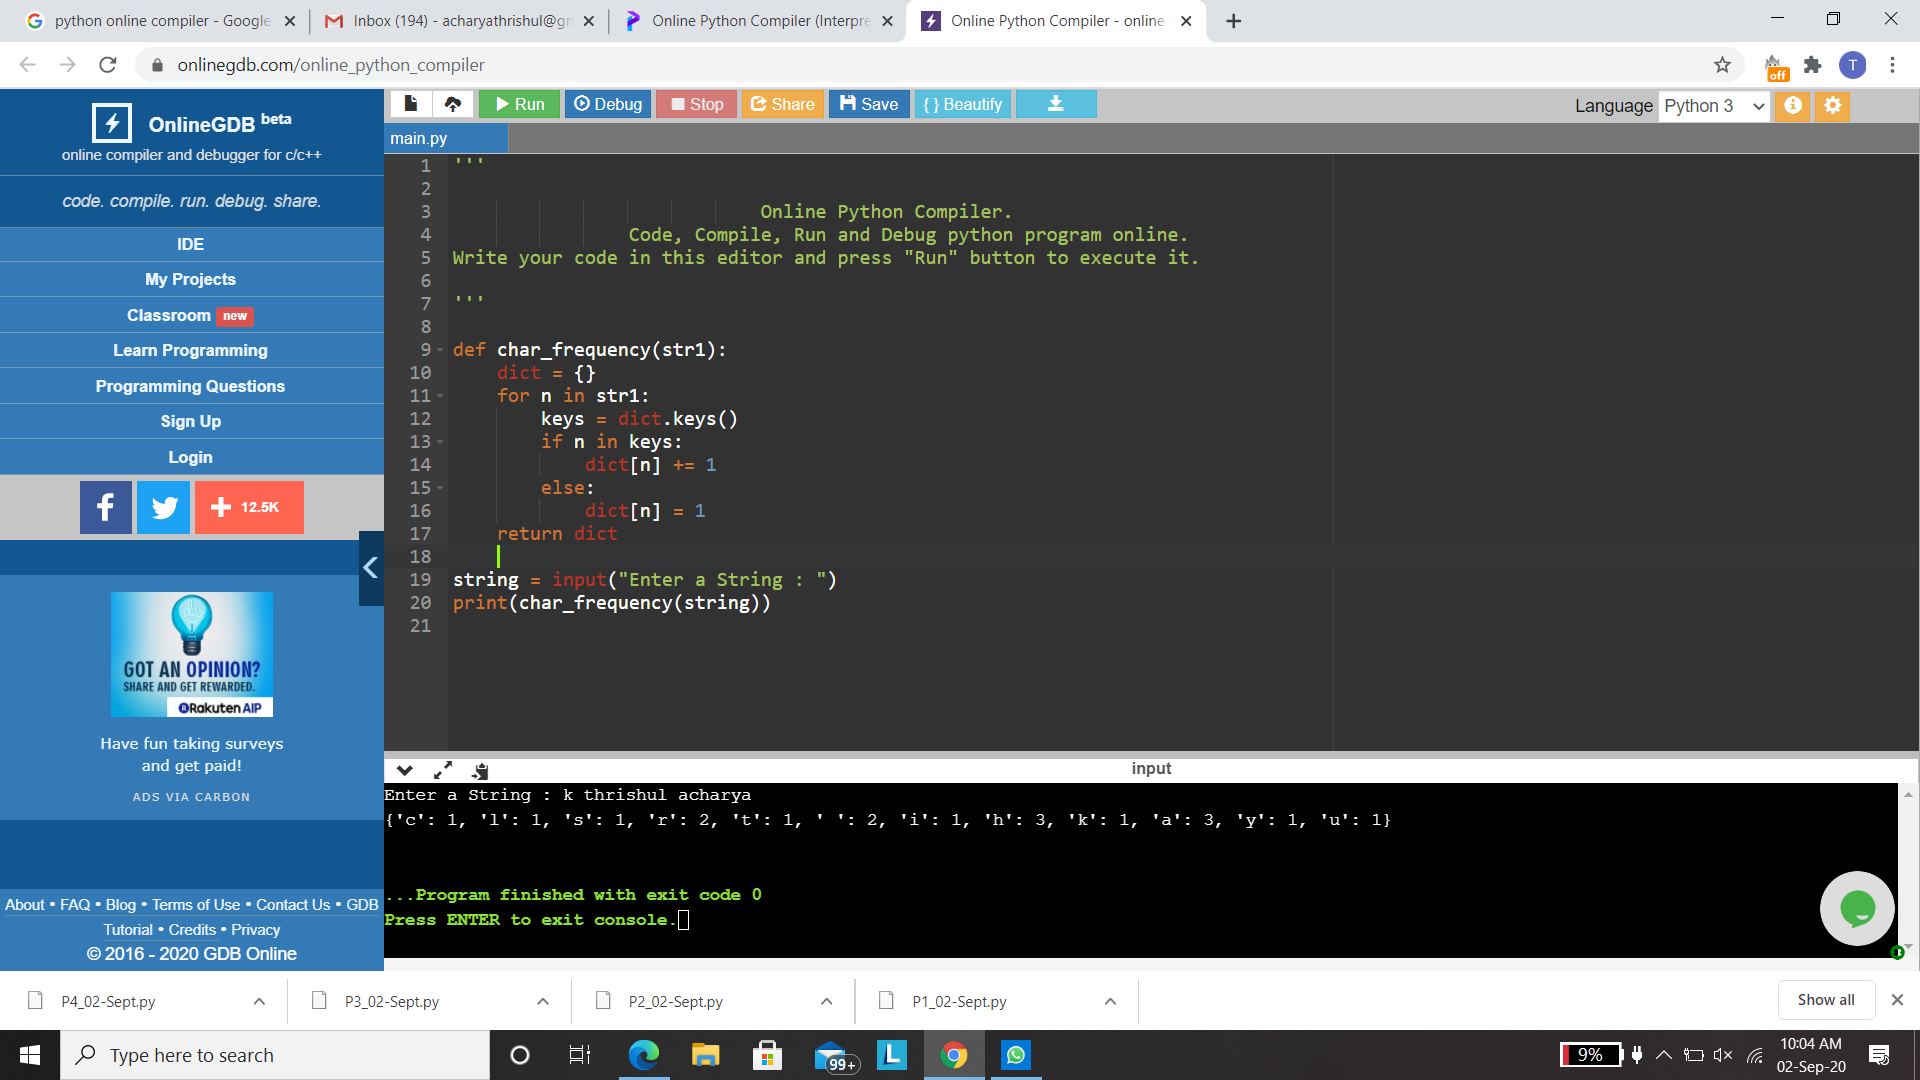 python online compiler - Google
Inbox (194) - acharyathrishul@g
Online Python Compiler (Interpre
Online Python Compiler - online
onlinegdb.com/online_python_compiler
off
T
OnlineGDB beta
online compiler and debugger for c/c++
code. compile. run. debug. share.
IDE
My Projects
Classroom new
Learn Programming
Programming Questions
Sign Up
Login
f
12.5K
GOT AN OPINION?
SHARE AND GET REWARDED.
Rakuten AIP
Have fun taking surveys
and get paid!
ADS VIA CARBON
About • FAQ • Blog • Terms of Use • Contact Us • GDB
Tutorial • Credits • Privacy
© 2016 - 2020 GDB Online
Run Debug Stop Share Save {} Beautify
Language Python 3
main.py
1 '''
2
3 Online Python Compiler.
4 Code, Compile, Run and Debug python program online.
5 Write your code in this editor and press "Run" button to execute it.
6
7 '''
8
9 def char_frequency(str1):
10 dict = {}
11 for n in str1:
12 keys = dict.keys()
13 if n in keys:
14 dict[n] += 1
15 else:
16 dict[n] = 1
17 return dict
18
19 string = input("Enter a String : ")
20 print(char_frequency(string))
21
input
Enter a String : k thrishul acharya
{'c': 1, 'l': 1, 's': 1, 'r': 2, 't': 1, ' ': 2, 'i': 1, 'h': 3, 'k': 1, 'a': 3, 'y': 1, 'u': 1}
...Program finished with exit code 0
Press ENTER to exit console.
P4_02-Sept.py
P3_02-Sept.py
P2_02-Sept.py
P1_02-Sept.py
Show all
Type here to search
99+
L
9%
10:04 AM
02-Sep-20